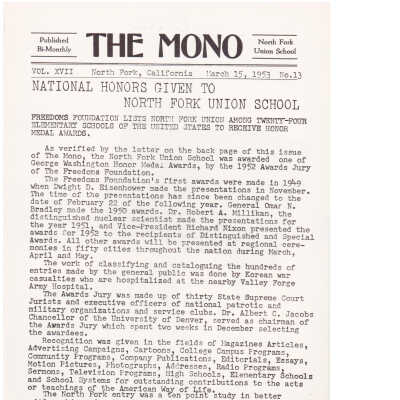 Published
Bi-Monthly
THE MONO
North Fork
Union School
VOL. XVII North Fork, California March 15, 1953 No.13
NATIONAL HONORS GIVEN TO
NORTH FORK UNION SCHOOL
FREEDOMS FOUNDATION LISTS NORTH FORK UNION AMONG TWENTY-FOUR
ELEMENTARY SCHOOLS OF THE UNITED STATES TO RECEIVE HONOR
MEDAL AWARDS.
As verified by the letter on the back page of this issue
of The Mono, the North Fork Union School was awarded one of
George Washington Honor Medal Awards, by the 1952 Awards Jury
of The Freedoms Foundation.
The Freedoms Foundation's first awards were made in 1949
when Dwight D. Eisenhower made the presentations in November.
The time of the presentations has since been changed to the
date of February 22 of the following year. General Omar N.
Bradley made the 1950 awards. Dr. Robert A. Millikan, the
distinguished nuclear scientist made the presentations for
the year 1951, and Vice-President Richard Nixon presented the
awards for 1952 to the recipients of Distinguished and Special
Awards. All other awards will be presented at regional cere-
monies in fifty cities throughout the nation during March,
April and May.
The work of classifying and cataloging the hundreds of
entries made by the general public was done by Korean war
casualties who are hospitalized at the nearby Valley Forge
Army Hospital.
The Awards Jury was made up of thirty State Supreme Court
Jurists and executive officers of national patriotic and
military organizations and service clubs. Dr. Albert C. Jacobs
Chancellor of the University of Denver, served as chairman of
the Awards Jury which spent two weeks in December selecting
the awardees.
Recognition was given in the fields of Magazines Articles,
Advertising Campaigns, Cartoons, College Campus Programs,
Community Programs, Company Publications, Editorials, Essays,
Motion Pictures, Photographs, Addresses, Radio Programs,
Sermons, Television Programs, High Schools, Elementary Schools
and School Systems for outstanding contributions to the acts
or teachings of the American Way of Life.
The North Fork entry was a ten point study in better